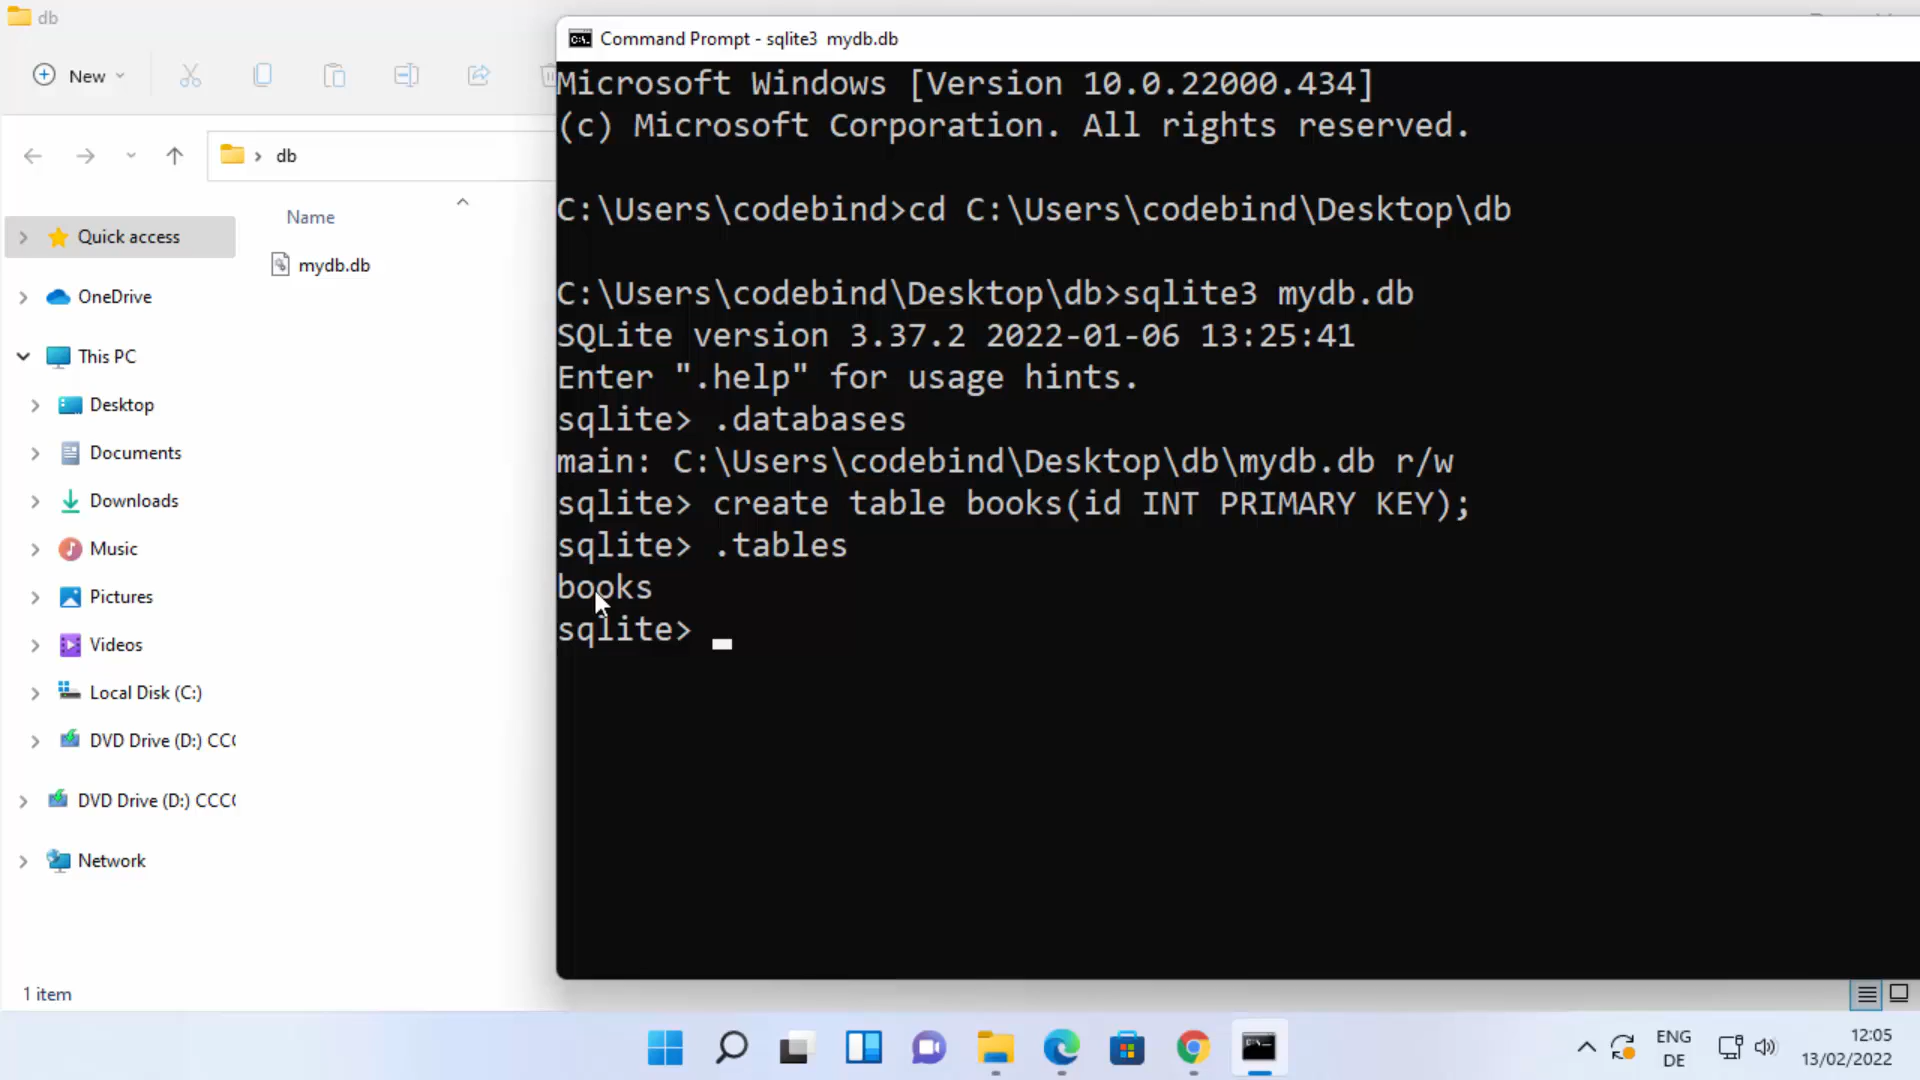 db
New
db
Name
Quick access
mydb.db
OneDrive
This PC
Desktop
Documents
Downloads
Music
Pictures
Videos
Local Disk (C:)
DVD Drive (D:) CCC
DVD Drive (D:) CCC
Network
1 item
Command Prompt - sqlite3  mydb.db
Microsoft Windows [Version 10.0.22000.434]
(c) Microsoft Corporation. All rights reserved.
C:\Users\codebind>cd C:\Users\codebind\Desktop\db
C:\Users\codebind\Desktop\db>sqlite3 mydb.db
SQLite version 3.37.2 2022-01-06 13:25:41
Enter ".help" for usage hints.
sqlite> .databases
main: C:\Users\codebind\Desktop\db\mydb.db r/w
sqlite> create table books(id INT PRIMARY KEY);
sqlite> .tables
books
sqlite>
ENG
DE
12:05
13/02/2022